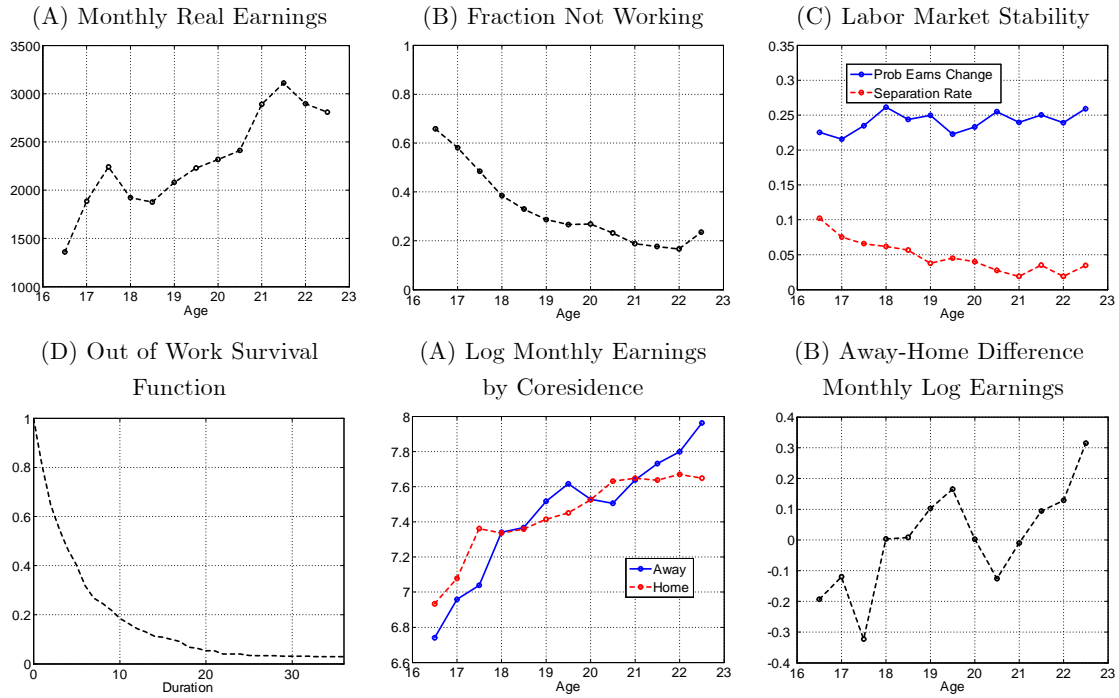 (A) Monthly Real Earnings
3500
3000
2500
2000
1500
1000
16 17 18 19 20 21 22 23
Age
(B) Fraction Not Working
1
0.8
0.6
0.4
0.2
0
16 17 18 19 20 21 22 23
Age
(C) Labor Market Stability
0.35
0.3
0.25
0.2
0.15
0.1
0.05
0
Prob Earns Change
Separation Rate
16 17 18 19 20 21 22 23
Age
(D) Out of Work Survival
Function
1
0.8
0.6
0.4
0.2
0
0 10 20 30
Duration
(A) Log Monthly Earnings
by Coresidence
8
7.8
7.6
7.4
7.2
7
6.8
6.6
Away
Home
16 17 18 19 20 21 22 23
Age
(B) Away-Home Difference
Monthly Log Earnings
0.4
0.3
0.2
0.1
0
-0.1
-0.2
-0.3
-0.4
16 17 18 19 20 21 22 23
Age